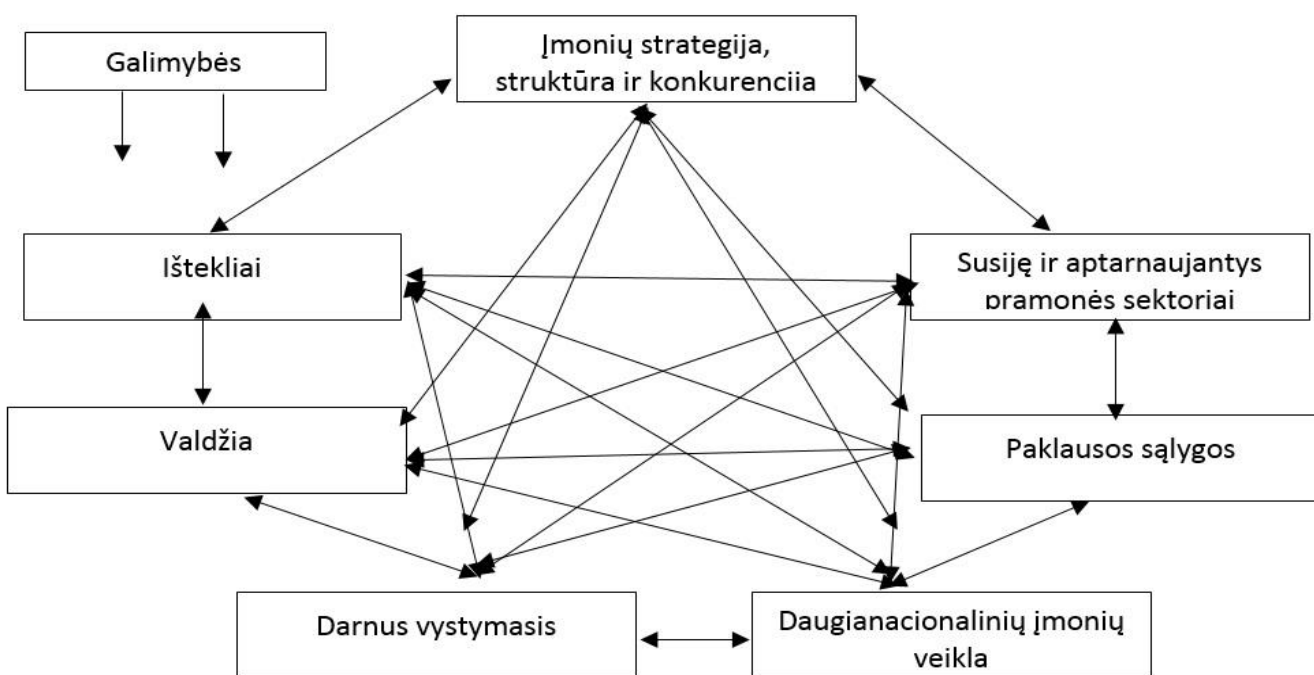 Galimybės
Įmonių strategija,
struktūra ir konkurencija
Ištekliai
Susiję ir aptarnaujantys
pramonės sektoriai
Valdžia
Paklausos sąlygos
Darnus vystymasis
Daugianacionalinių įmonių
veikla